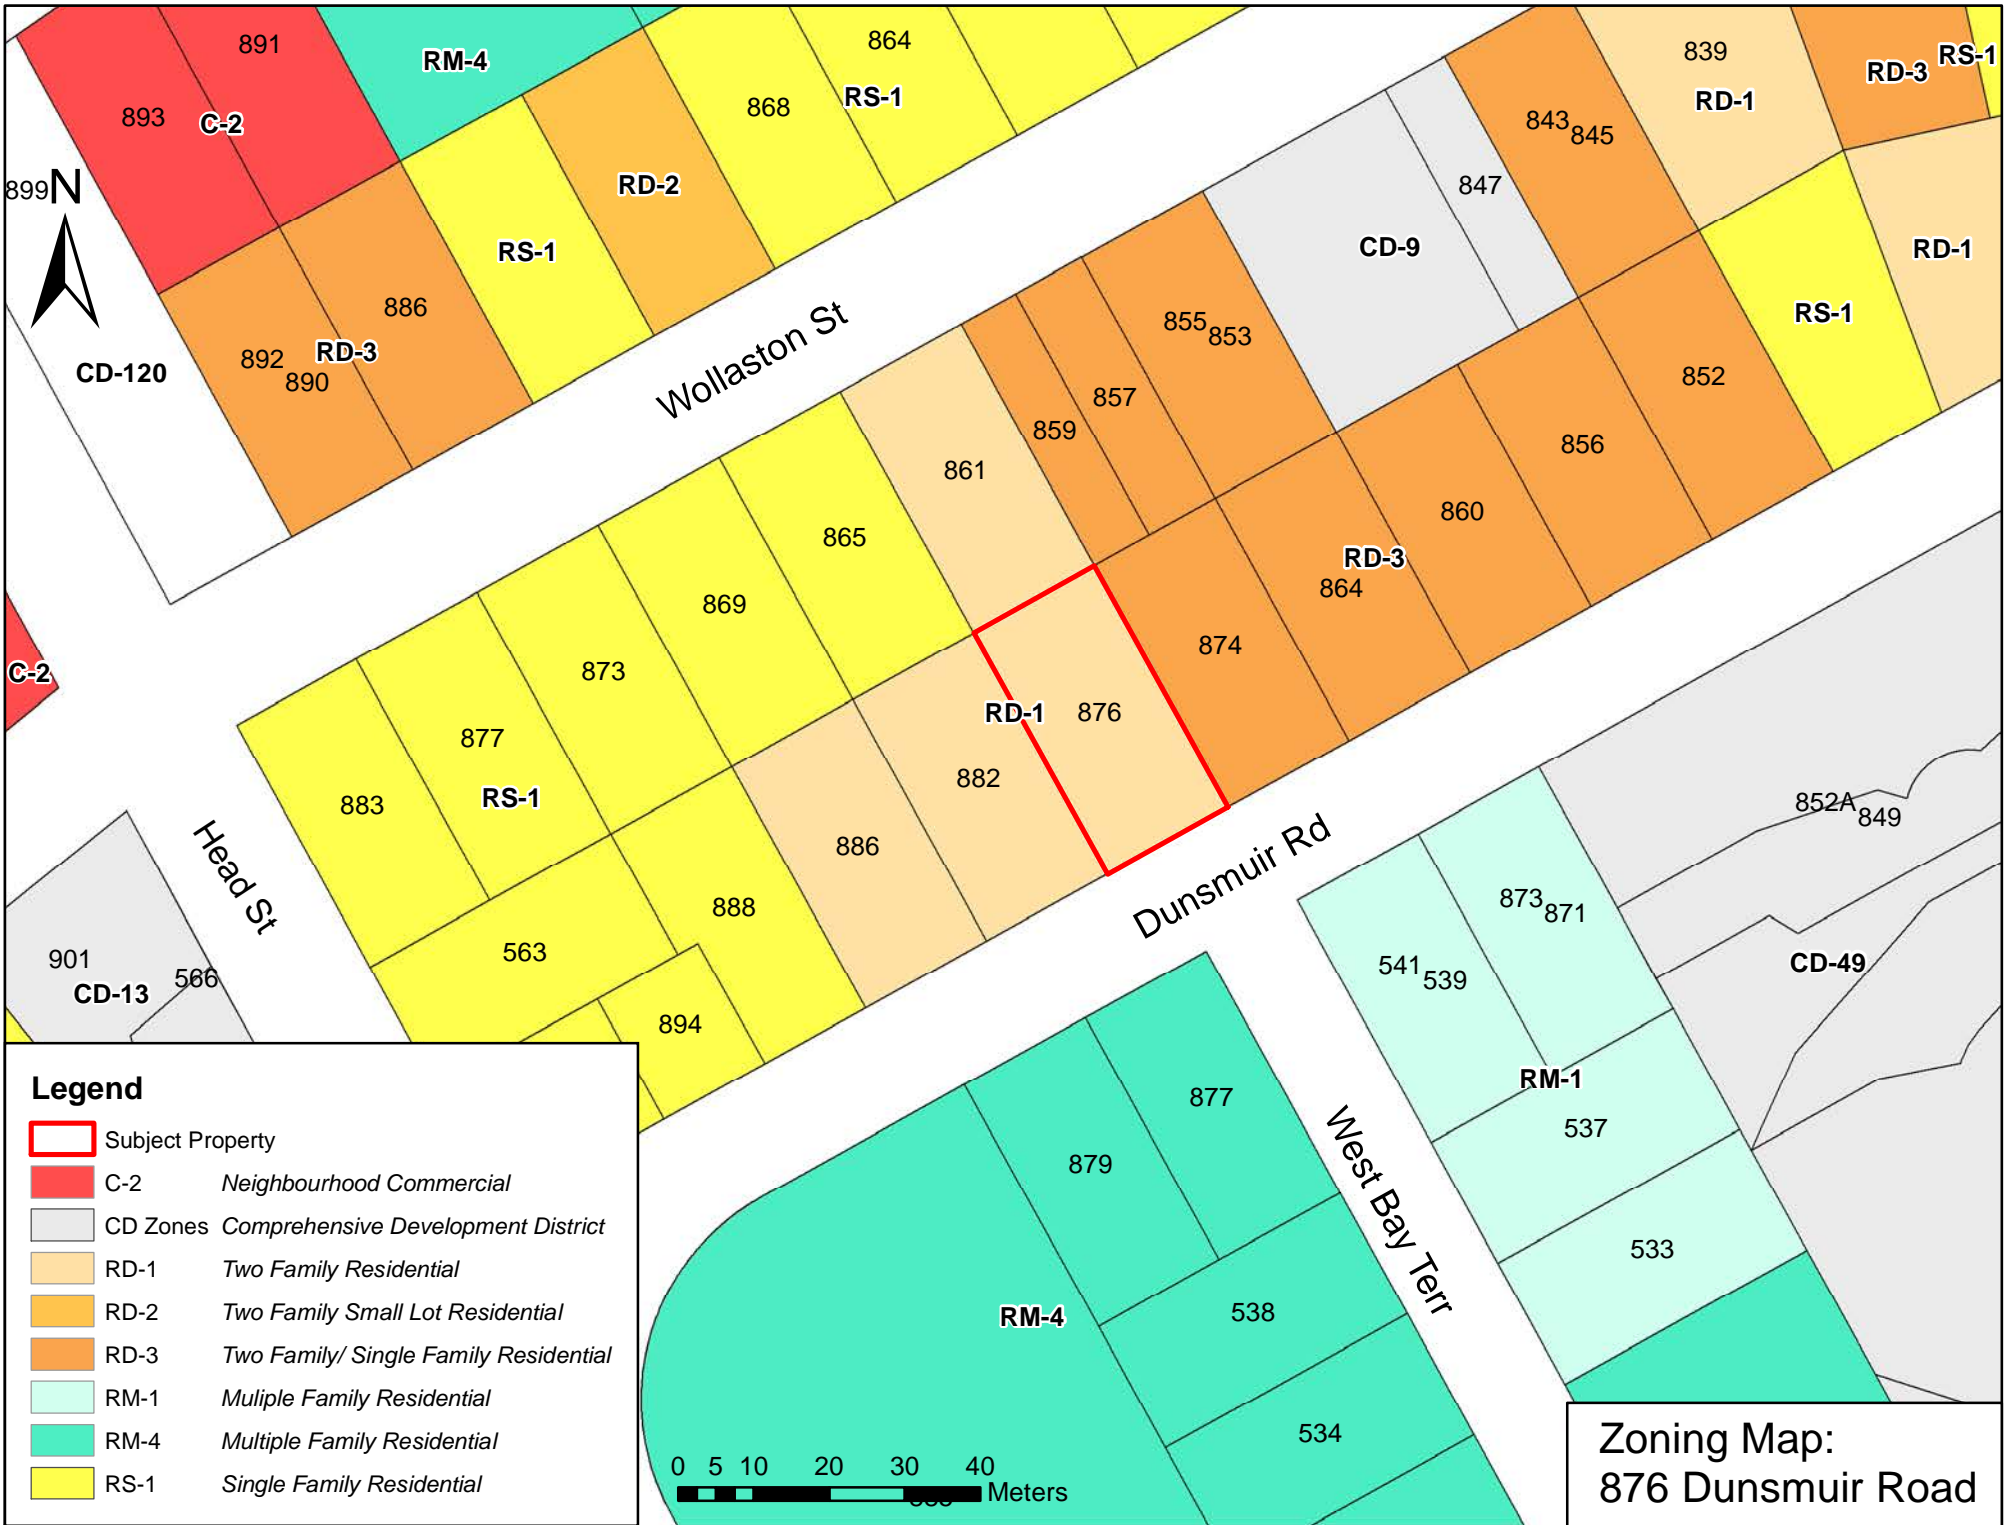 891
893
C-2
RM-4
864
868
RS-1
839
RD-1
RD-3
RS-1
843
845
847
899
N
RD-2
RS-1
CD-9
RD-1
RS-1
886
892
890
RD-3
CD-120
Wollaston St
855
853
857
859
852
856
860
861
865
RD-3
864
869
874
873
C-2
RD-1
876
877
RS-1
882
883
886
Head St
Dunsmuir Rd
852A
849
873
871
888
563
541
539
CD-49
901
566
CD-13
894
RM-1
877
537
879
West Bay Terr
533
RM-4
538
534
Legend
Subject Property
C-2 Neighbourhood Commercial
CD Zones Comprehensive Development District
RD-1 Two Family Residential
RD-2 Two Family Small Lot Residential
RD-3 Two Family/ Single Family Residential
RM-1 Muliple Family Residential
RM-4 Multiple Family Residential
RS-1 Single Family Residential
0 5 10 20 30 40
Meters
Zoning Map:
876 Dunsmuir Road